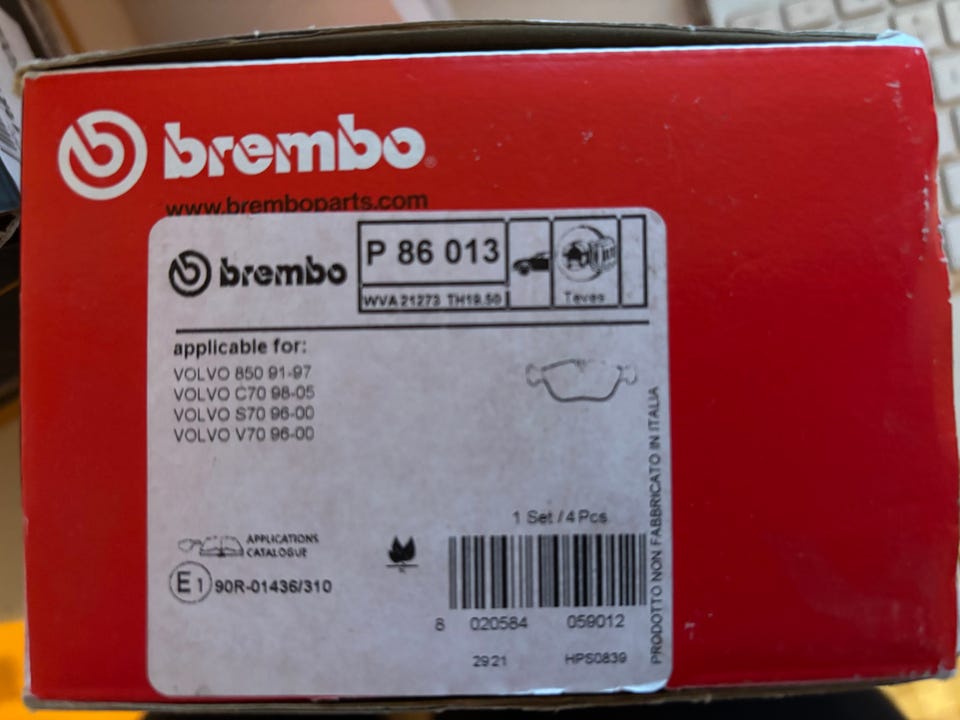 brembo
www.bremboparts.com
brembo
P 86 013
WVA 21273 TH19.50
Teves
applicable for:
VOLVO 850 91-97
VOLVO C70 98-05
VOLVO S70 96-00
VOLVO V70 96-00
1 Set / 4 Pcs
APPLICATIONS
CATALOGUE
E1 90R-01436/310
8 020584 059012
2921 HPS0839
PRODOTTO NON FABBRICATO IN ITALIA